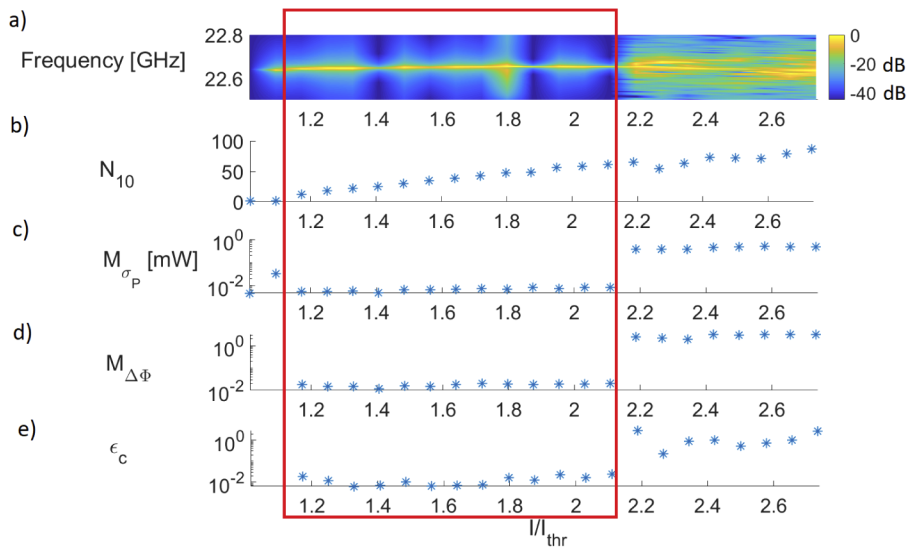 a)
Frequency [GHz]
22.8
22.6
0
-20
-40
dB
dB
1.2 1.4 1.6 1.8 2 2.2 2.4 2.6
b)
N10
100
50
0
1.2 1.4 1.6 1.8 2 2.2 2.4 2.6
c)
MσP [mW]
10^0
10^-2
1.2 1.4 1.6 1.8 2 2.2 2.4 2.6
d)
MΔΦ
10^0
10^-2
1.2 1.4 1.6 1.8 2 2.2 2.4 2.6
e)
ϵc
10^0
10^-2
1.2 1.4 1.6 1.8 2 2.2 2.4 2.6
I/Ithr